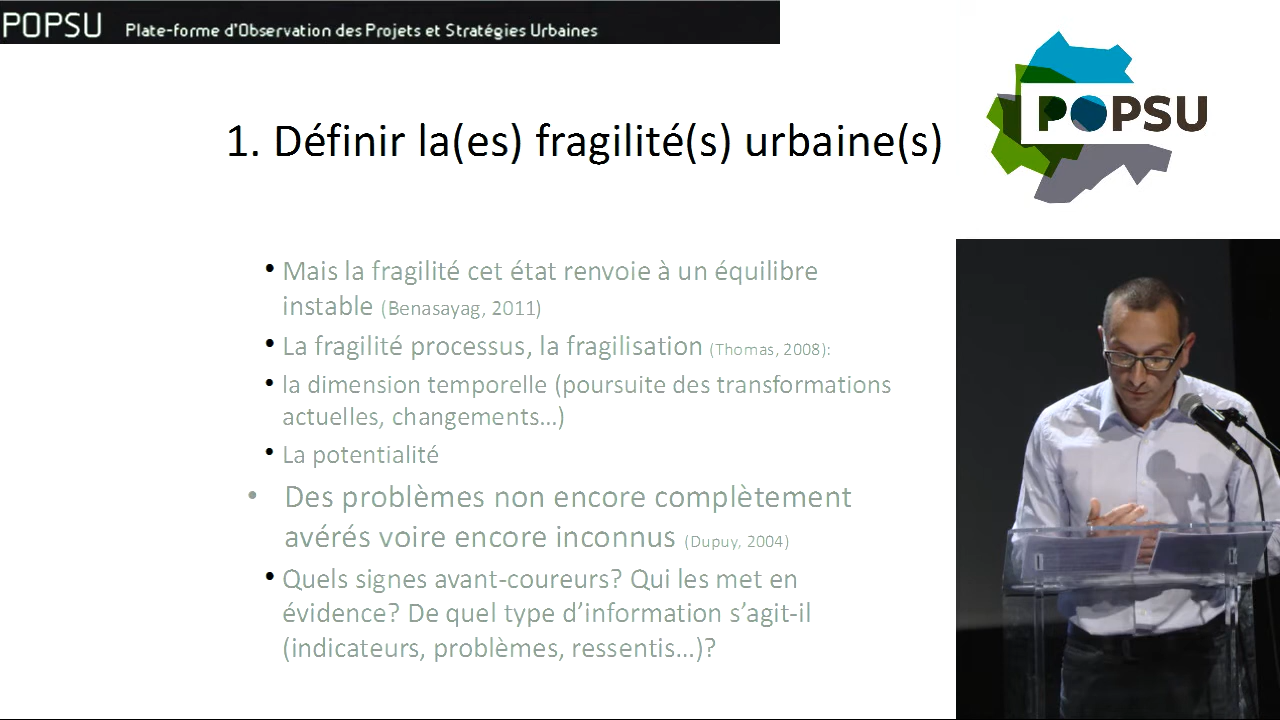 POPSU Plate-forme d'Observation des Projets et Stratégies Urbaines
POPSU
1. Définir la(es) fragilité(s) urbaine(s)
• Mais la fragilité cet état renvoie à un équilibre
instable (Benasayag, 2011)
• La fragilité processus, la fragilisation (Thomas, 2008):
• la dimension temporelle (poursuite des transformations
actuelles, changements…)
• La potentialité
• Des problèmes non encore complètement
avérés voire encore inconnus (Dupuy, 2004)
• Quels signes avant-coureurs? Qui les met en
évidence? De quel type d’information s’agit-il
(indicateurs, problèmes, ressentis…)?